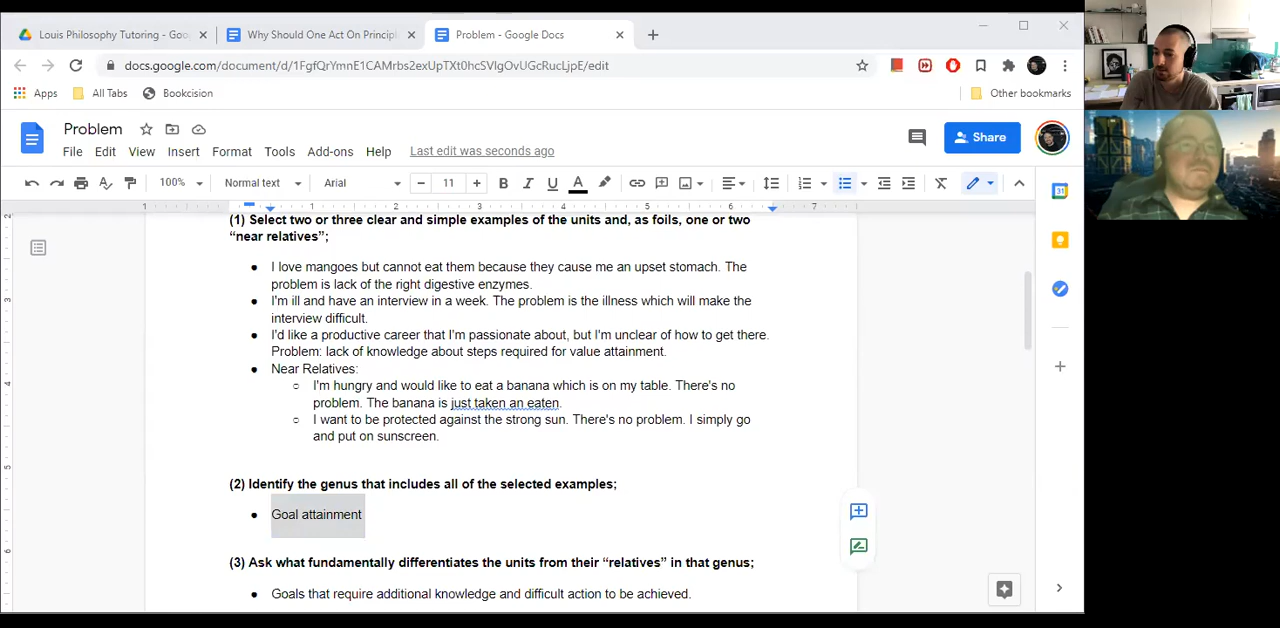 Louis Philosophy Tutoring - Goo
Why Should One Act On Principl
Problem - Google Docs
Apps
All Tabs
Bookcision
Other bookmarks
Problem
File Edit View Insert Format Tools Add-ons Help Last edit was seconds ago
Share
100% Normal text Arial 11
(1) Select two or three clear and simple examples of the units and, as foils, one or two
“near relatives”;
I love mangoes but cannot eat them because they cause me an upset stomach. The
problem is lack of the right digestive enzymes.
I'm ill and have an interview in a week. The problem is the illness which will make the
interview difficult.
I'd like a productive career that I'm passionate about, but I'm unclear of how to get there.
Problem: lack of knowledge about steps required for value attainment.
Near Relatives:
I'm hungry and would like to eat a banana which is on my table. There's no
problem. The banana is just taken an eaten.
I want to be protected against the strong sun. There's no problem. I simply go
and put on sunscreen.
(2) Identify the genus that includes all of the selected examples;
Goal attainment
(3) Ask what fundamentally differentiates the units from their “relatives” in that genus;
Goals that require additional knowledge and difficult action to be achieved.